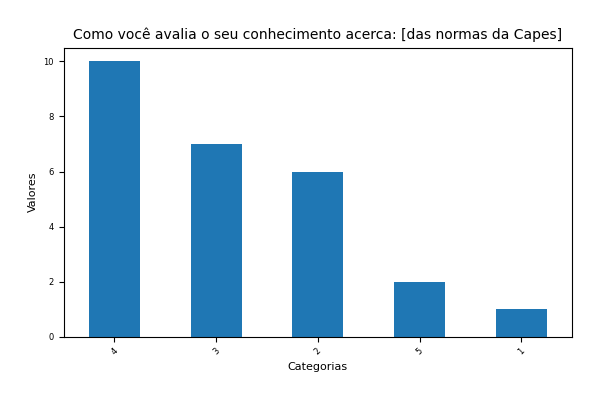 Como você avalia o seu conhecimento acerca: [das normas da Capes]
10
8
6
4
2
0
Valores
4 3 2 5 1
Categorias